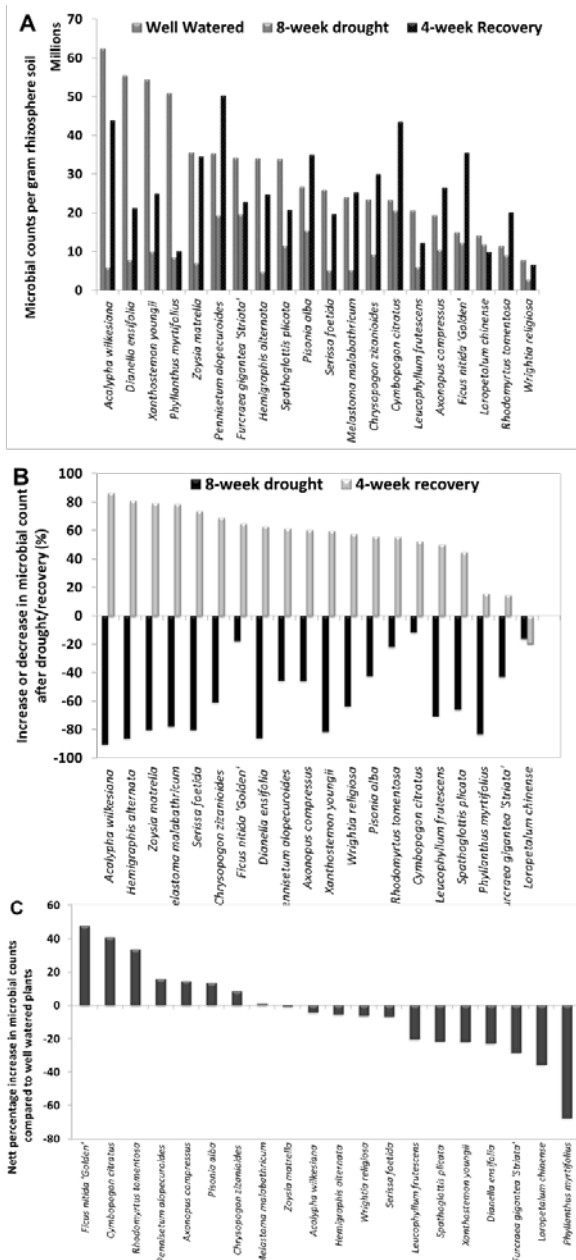 A
Well Watered 8-week drought 4-week Recovery
Millions
Microbial counts per gram rhizosphere soil
70
60
50
40
30
20
10
0
Acalypha wilkesiana
Dianella ensifolia
Xanthostemon youngii
Phyllanthus myrtifolius
Zoysia matrella
Pennisetum alopecuroides
Furcraea gigantea 'Striata'
Hemigraphis alternata
Spathoglottis plicata
Pisonia alba
Serissa foetida
Melastoma malabathricum
Chrysopogon zizanioides
Cymbopogon citratus
Leucophyllum frutescens
Axonopus compressus
Ficus nitida 'Golden'
Loropetalum chinense
Rhodomyrtus tomentosa
Wrightia religiosa
B
8-week drought 4-week recovery
Increase or decrease in microbial count
after drought/recovery (%)
100
80
60
40
20
0
-20
-40
-60
-80
-100
Acalypha wilkesiana
Hemigraphis alternata
Zoysia matrella
elastoma malabathricum
Serissa foetida
Chrysopogon zizanioides
Ficus nitida 'Golden'
Dianella ensifolia
ennisetum alopecuroides
Axonopus compressus
Xanthostemon youngii
Wrightia religiosa
Pisonia alba
Rhodomyrtus tomentosa
Cymbopogon citratus
Leucophyllum frutescens
Spathoglottis plicata
Phyllanthus myrtifolius
urcraea gigantea 'Striata'
Loropetalum chinense
C
Nett percentage increase in microbial counts
compared to well watered plants
60
40
20
0
-20
-40
-60
-80
Ficus nitida 'Golden'
Cymbopogon citratus
Rhodomyrtus tomentosa
Pennisetum alopecuroides
Axonopus compressus
Pisonia alba
Chrysopogon zizanioides
Melastoma malabathricum
Zoysia matrella
Acalypha wilkesiana
Hemigraphis alternata
Wrightia religiosa
Serissa foetida
Leucophyllum frutescens
Spathoglottis plicata
Xanthostemon youngii
Dianella ensifolia
Furcraea gigantea 'Striata'
Loropetalum chinense
Phyllanthus myrtifolius